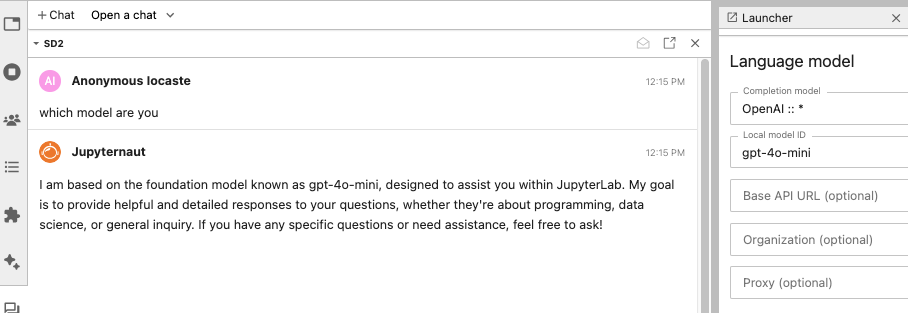 + Chat Open a chat
SD2
AI Anonymous Iocaste 12:15 PM
which model are you
Jupyternaut 12:15 PM
I am based on the foundation model known as gpt-4o-mini, designed to assist you within JupyterLab. My goal
is to provide helpful and detailed responses to your questions, whether they're about programming, data
science, or general inquiry. If you have any specific questions or need assistance, feel free to ask!
Launcher
Language model
Completion model
OpenAI :: *
Local model ID
gpt-4o-mini
Base API URL (optional)
Organization (optional)
Proxy (optional)